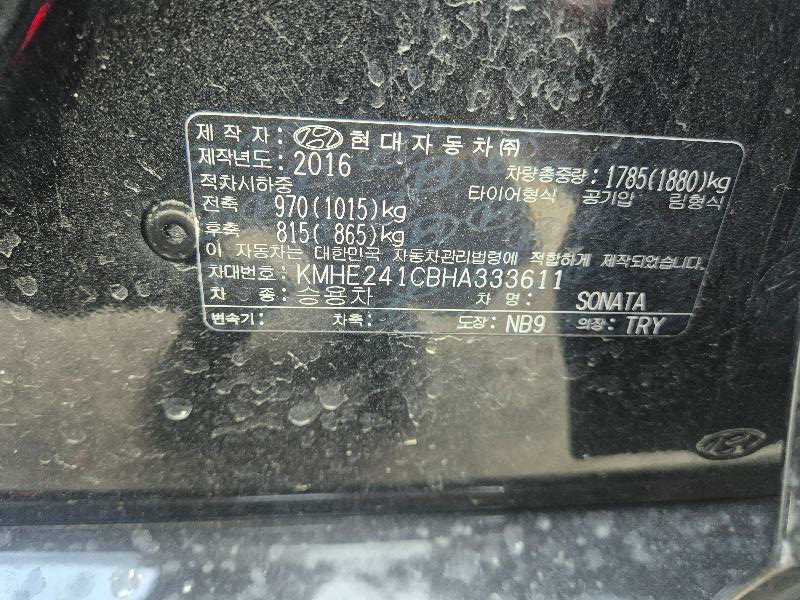 제 작 자: 현대자동차㈜
제작년도: 2016 차량총중량: 1785(1880)kg
적차시하중 타이어형식 공기압 림형식
전축 970(1015)kg
후축 815( 865)kg
이 자동차는 대한민국 자동차관리법령에 적합하게 제작되었습니다.
차대번호: KMHE241CBHA333611
차 종: 승용차 차 명: SONATA
변속기: 차축: 도장: NB9 의장: TRY